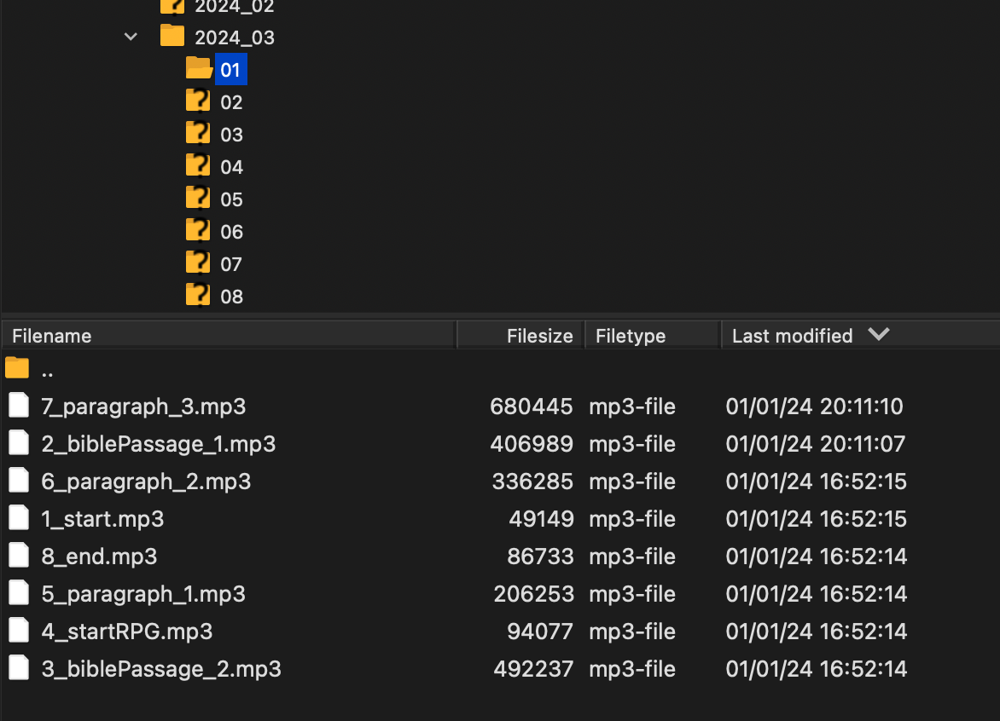 2024_02
2024_03
01
02
03
04
05
06
07
08
Filename Filesize Filetype Last modified
..
7_paragraph_3.mp3 680445 mp3-file 01/01/24 20:11:10
2_biblePassage_1.mp3 406989 mp3-file 01/01/24 20:11:07
6_paragraph_2.mp3 336285 mp3-file 01/01/24 16:52:15
1_start.mp3 49149 mp3-file 01/01/24 16:52:15
8_end.mp3 86733 mp3-file 01/01/24 16:52:14
5_paragraph_1.mp3 206253 mp3-file 01/01/24 16:52:14
4_startRPG.mp3 94077 mp3-file 01/01/24 16:52:14
3_biblePassage_2.mp3 492237 mp3-file 01/01/24 16:52:14